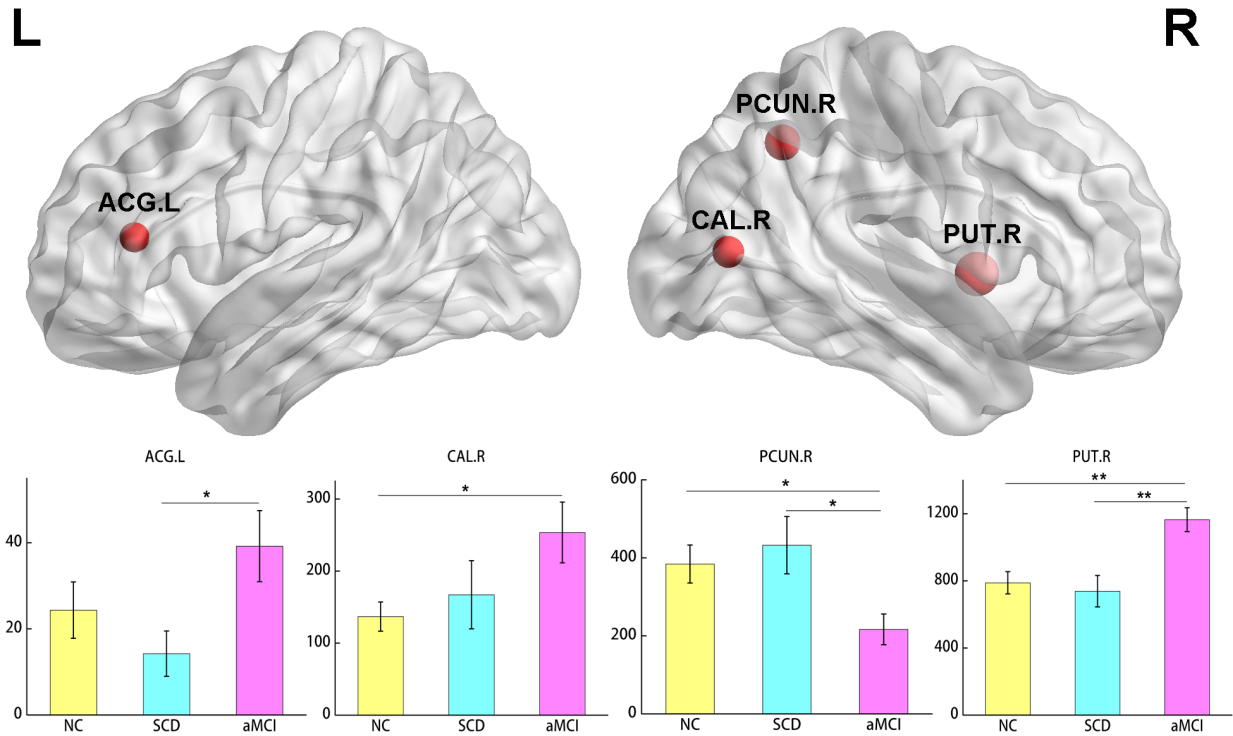 L
R
PCUN.R
ACG.L
CAL.R
PUT.R
ACG.L
*
40
20
0
NC SCD aMCI
CAL.R
*
300
200
100
0
NC SCD aMCI
PCUN.R
*
*
600
400
200
0
NC SCD aMCI
PUT.R
**
**
1200
800
400
0
NC SCD aMCI